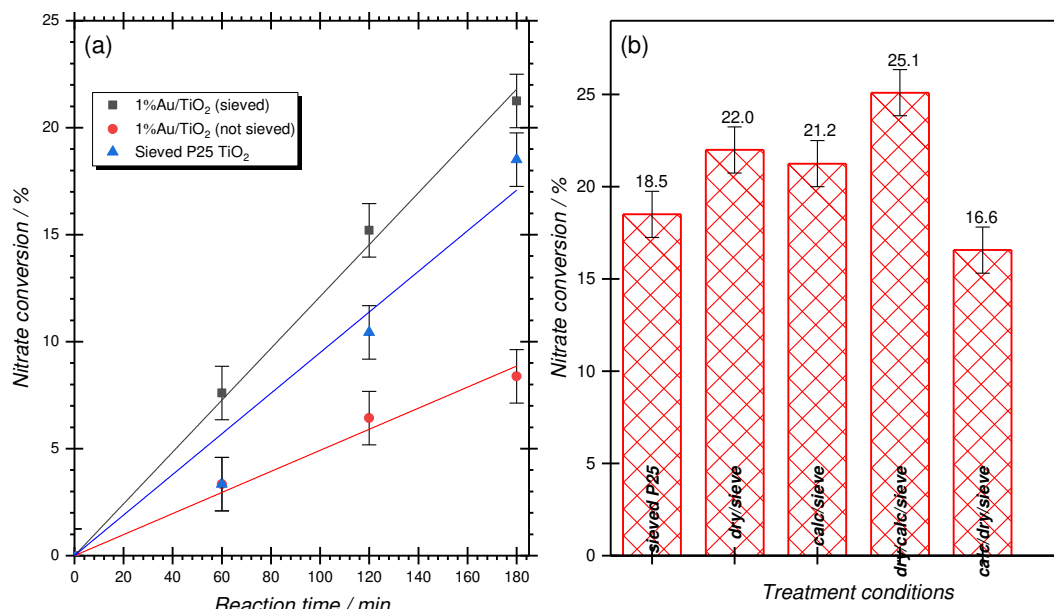 (a)
1%Au/TiO₂ (sieved)
1%Au/TiO₂ (not sieved)
Sieved P25 TiO₂
25
20
15
10
5
0
Nitrate conversion / %
0 20 40 60 80 100 120 140 160 180
Reaction time / min
(b)
25
20
15
10
5
0
Nitrate conversion / %
18.5
22.0
21.2
25.1
16.6
sieved P25
dry/sieve
calc/sieve
dry/calc/sieve
calc/dry/sieve
Treatment conditions